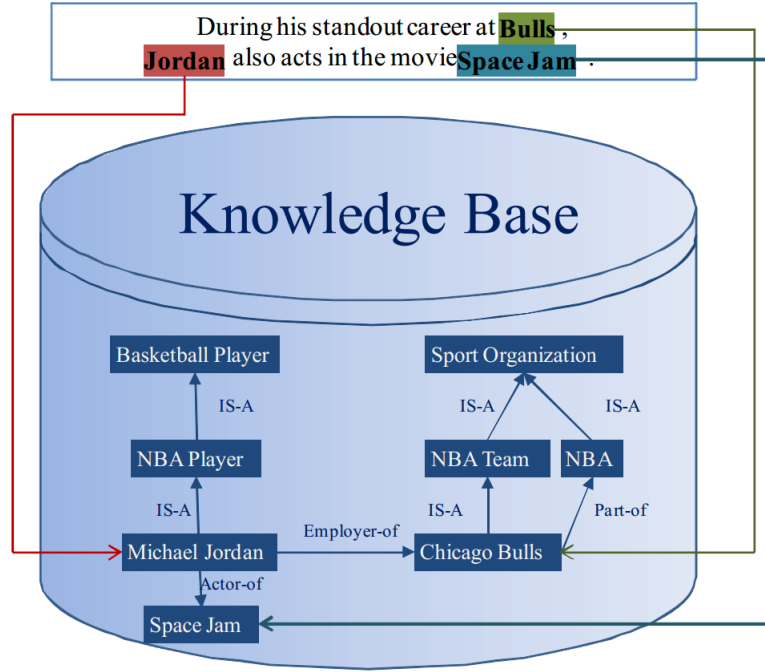 During his standout career at Bulls ,
Jordan also acts in the movie Space Jam .
Knowledge Base
Basketball Player
Sport Organization
IS-A
IS-A
IS-A
NBA Player
NBA Team
NBA
IS-A
Employer-of
IS-A
Part-of
Michael Jordan
Chicago Bulls
Actor-of
Space Jam